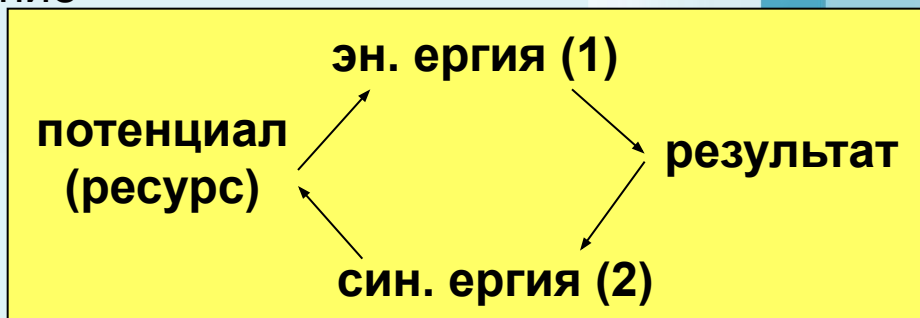 эн. ергия (1)
потенциал
(ресурс)
результат
син. ергия (2)